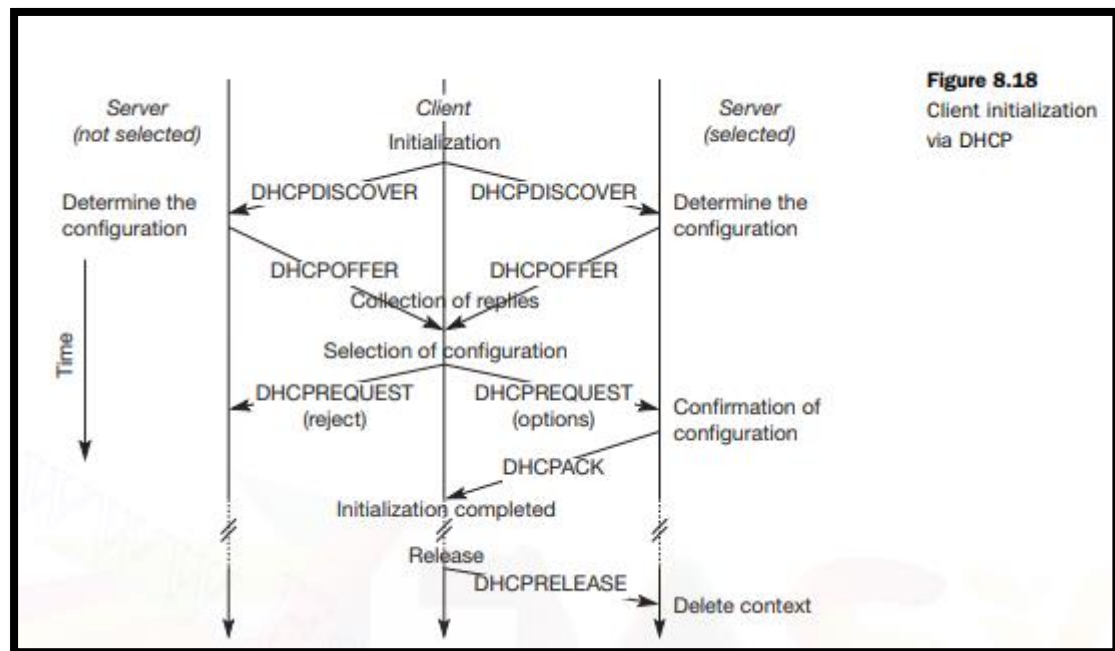 Figure 8.18
Client initialization
via DHCP
Server
(not selected)
Client
Server
(selected)
Initialization
DHCPDISCOVER
DHCPDISCOVER
Determine the
configuration
Determine the
configuration
DHCPOFFER
DHCPOFFER
Collection of replies
Time
Selection of configuration
DHCPREQUEST
(reject)
DHCPREQUEST
(options)
Confirmation of
configuration
DHCPACK
Initialization completed
Release
DHCPRELEASE
Delete context